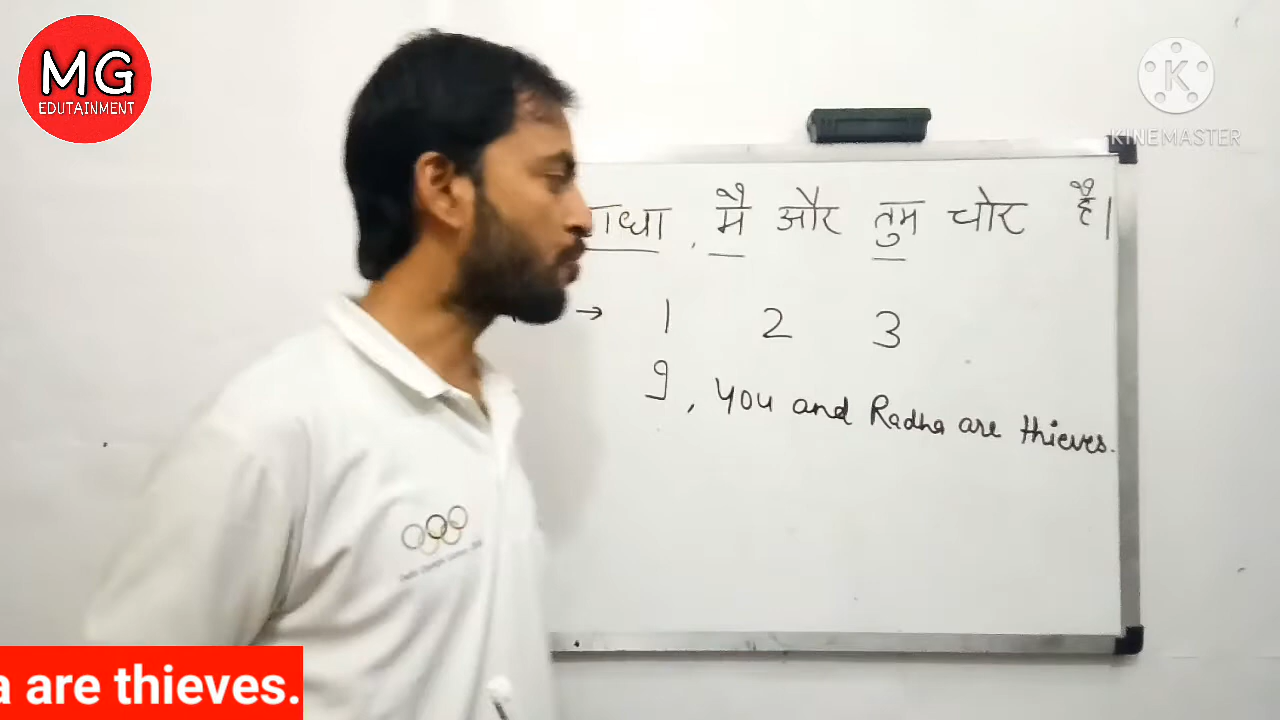 MG
EDUTAINMENT
K
KINEMASTER
ाधा, मै और तुम चोर हैं।
→ 1 2 3
I, you and Radha are thieves.
a are thieves.